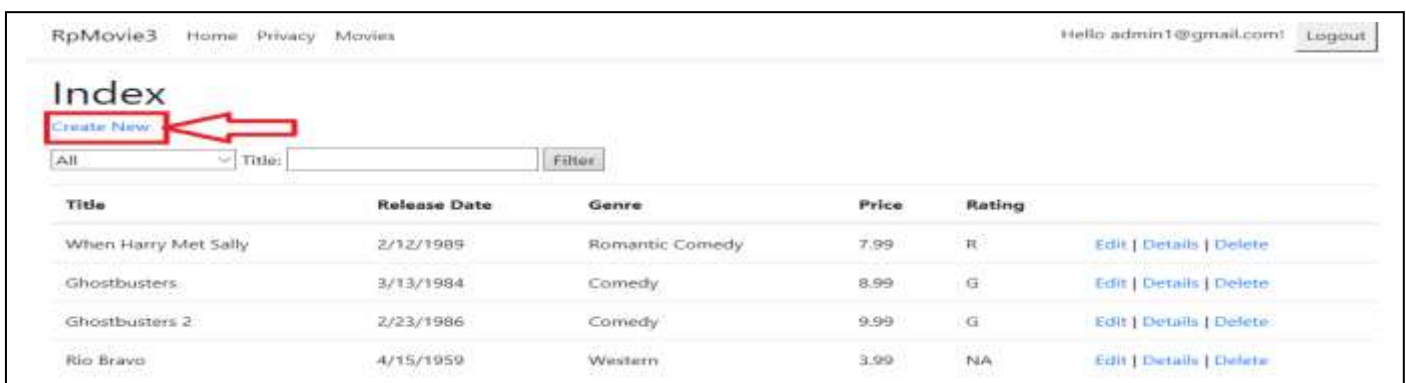 RpMovie3 Home Privacy Movies Hello admin1@gmail.com! Logout
Index
Create New
All Title: Filter
Title Release Date Genre Price Rating
When Harry Met Sally 2/12/1989 Romantic Comedy 7.99 R Edit | Details | Delete
Ghostbusters 3/13/1984 Comedy 8.99 G Edit | Details | Delete
Ghostbusters 2 2/23/1986 Comedy 9.99 G Edit | Details | Delete
Rio Bravo 4/15/1959 Western 3.99 NA Edit | Details | Delete